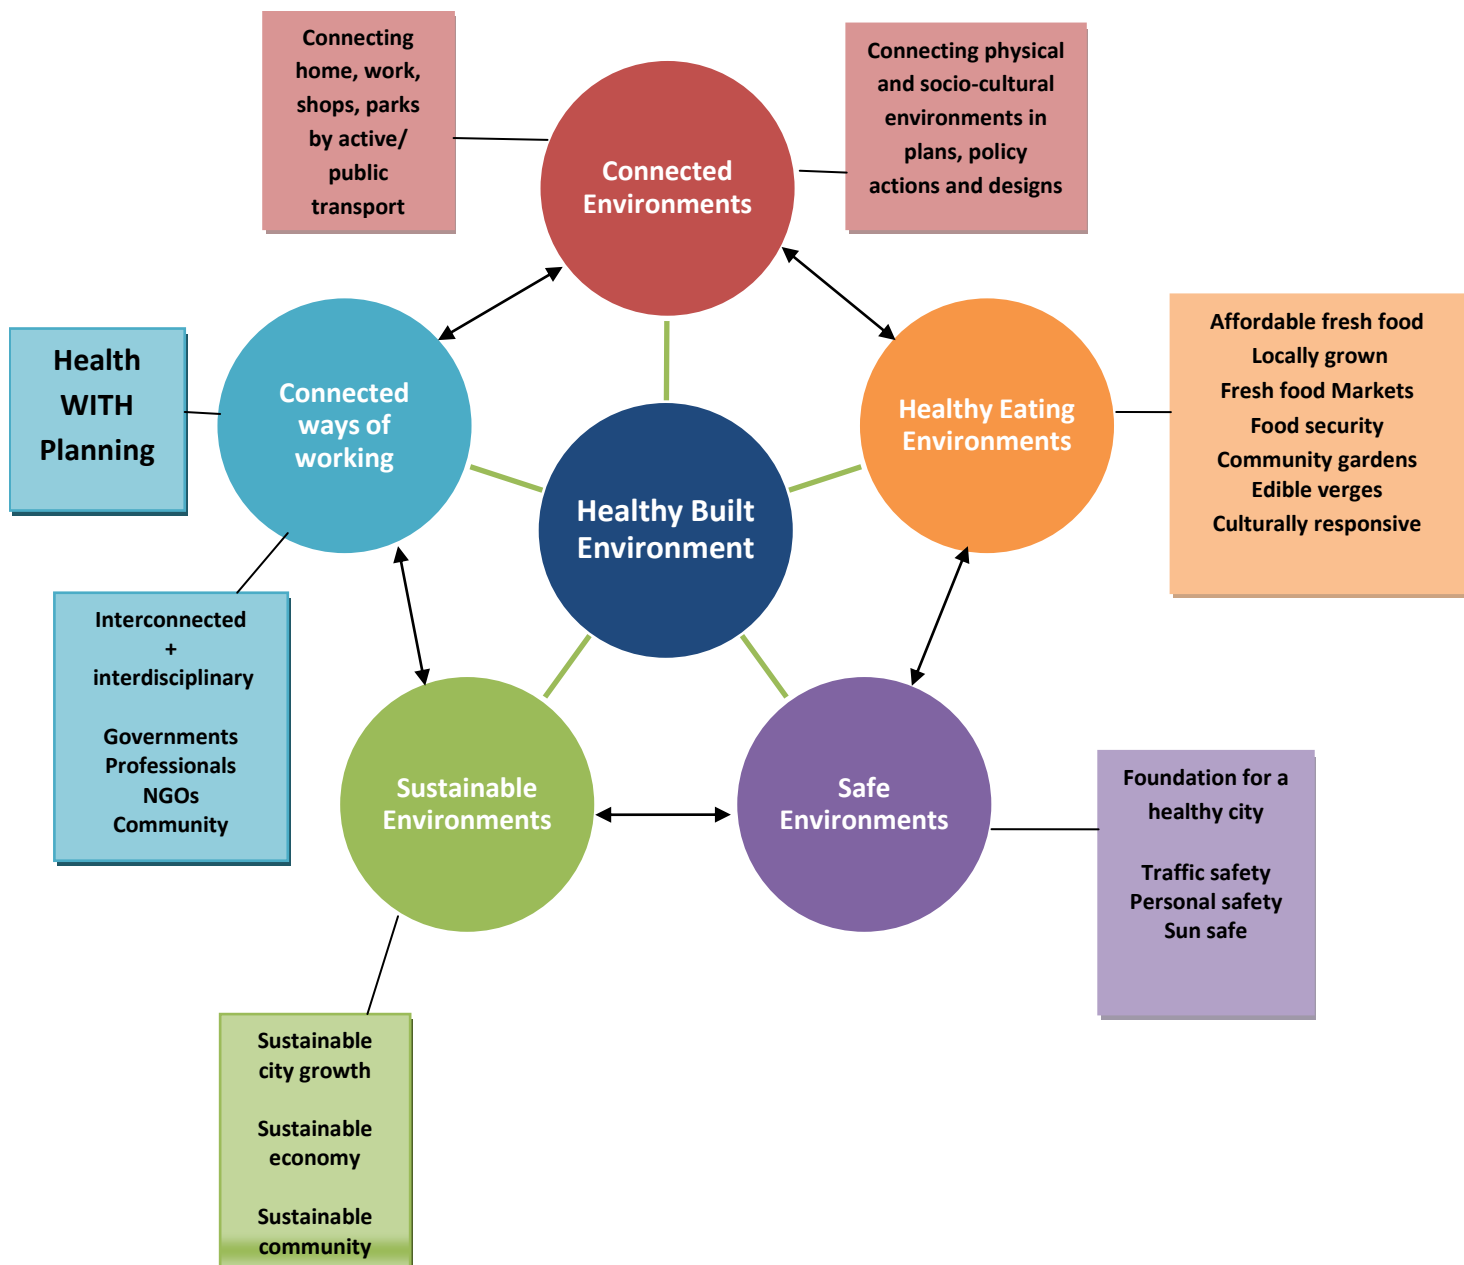 Connecting
home, work,
shops, parks
by active/
public
transport
Connecting physical
and socio-cultural
environments in
plans, policy
actions and designs
Connected
Environments
Health
WITH
Planning
Connected
ways of
working
Healthy Eating
Environments
Affordable fresh food
Locally grown
Fresh food Markets
Food security
Community gardens
Edible verges
Culturally responsive
Healthy Built
Environment
Interconnected
+
interdisciplinary
Governments
Professionals
NGOs
Community
Sustainable
Environments
Safe
Environments
Foundation for a
healthy city
Traffic safety
Personal safety
Sun safe
Sustainable
city growth
Sustainable
economy
Sustainable
community